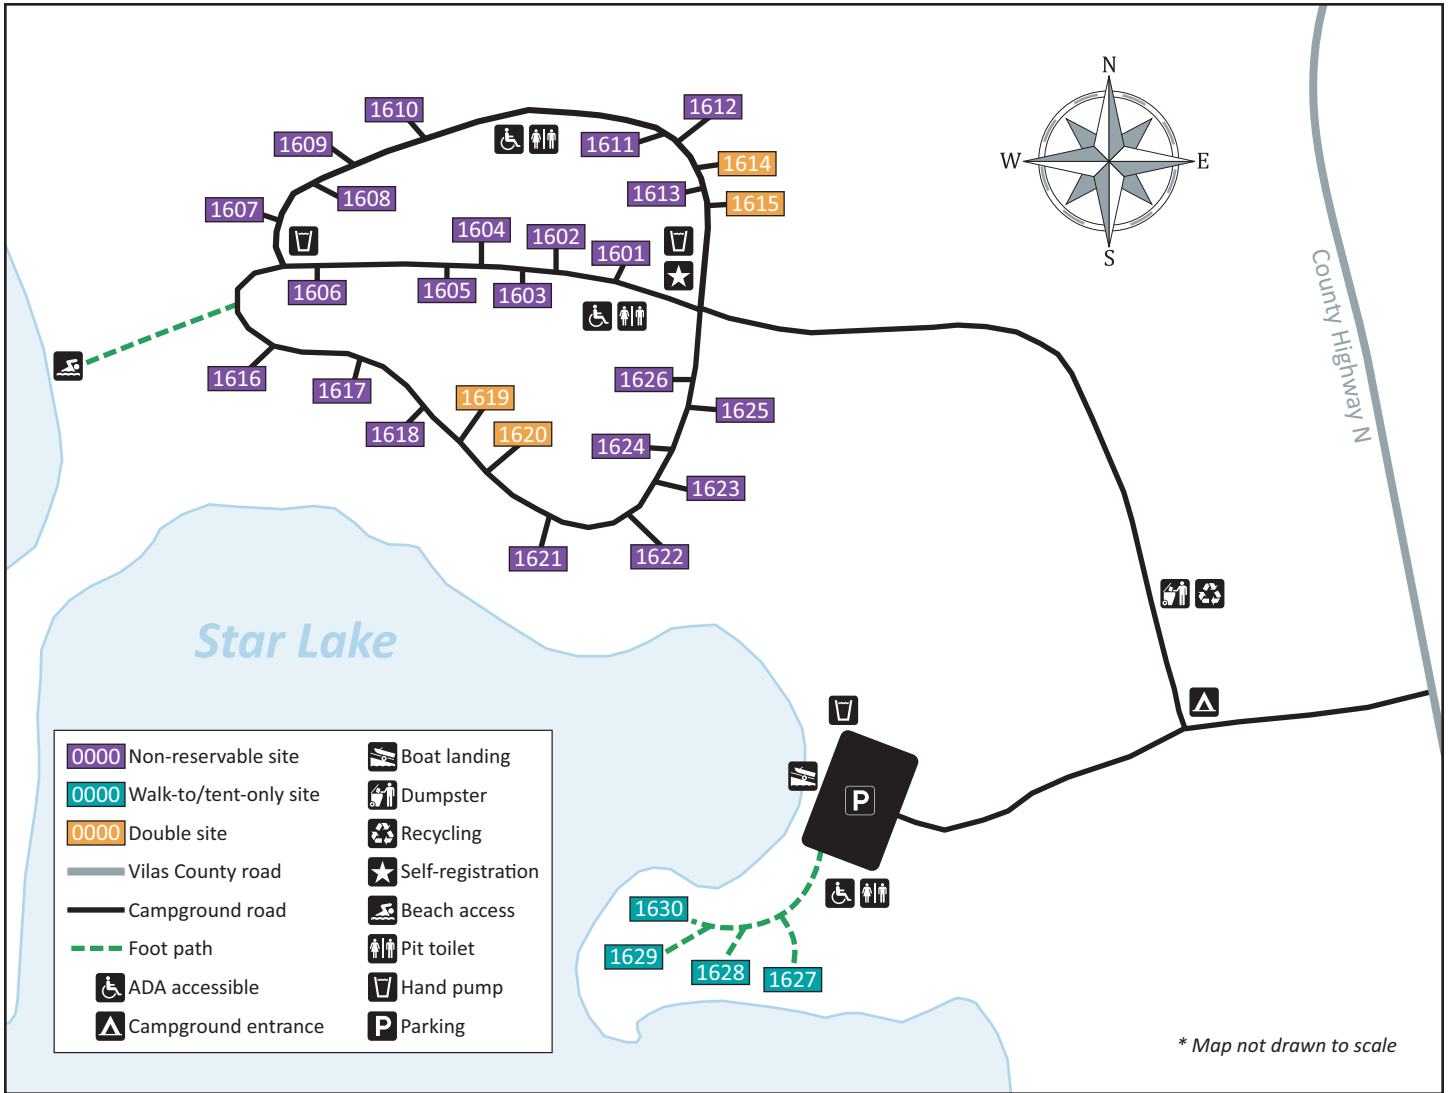 N
W
E
S
County Highway N
1610
1612
1609
1611
1614
1613
1608
1615
1607
1604
1602
1601
1606
1605
1603
1616
1617
1626
1619
1625
1618
1620
1624
1623
1621
1622
Star Lake
P
1630
1629
1628
1627
0000 Non-reservable site
0000 Walk-to/tent-only site
0000 Double site
Vilas County road
Campground road
Foot path
ADA accessible
Campground entrance
Boat landing
Dumpster
Recycling
Self-registration
Beach access
Pit toilet
Hand pump
P Parking
* Map not drawn to scale